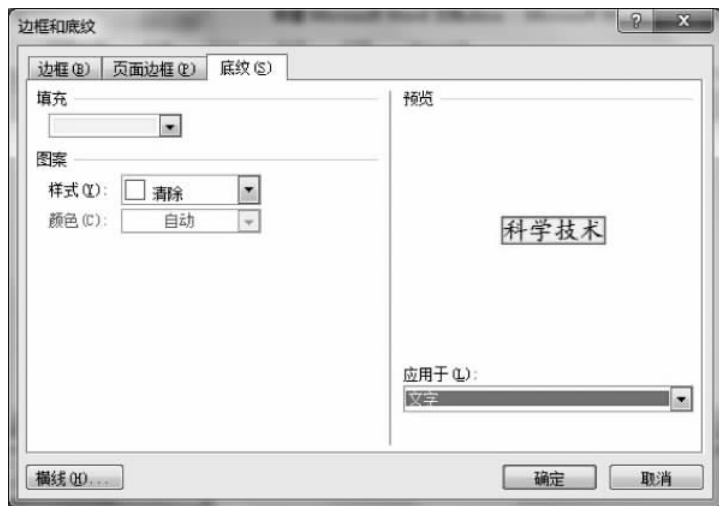 边框和底纹
边框(B) 页面边框(P) 底纹(S)
填充
图案
样式(Y): 清除
颜色(C): 自动
预览
科学技术
应用于(L):
文字
横线(H)... 确定 取消